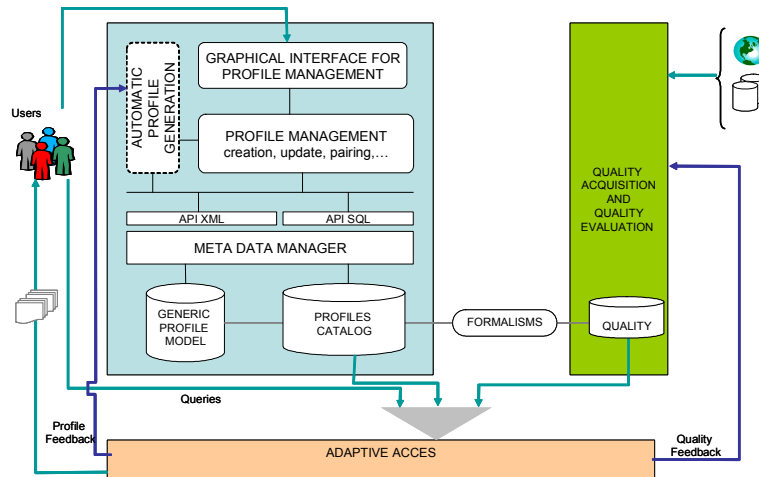 GRAPHICAL INTERFACE FOR
PROFILE MANAGEMENT
AUTOMATIC
PROFILE
GENERATION
Users
PROFILE MANAGEMENT
creation, update, pairing,...
QUALITY
ACQUISITION
AND
QUALITY
EVALUATION
API XML
API SQL
META DATA MANAGER
GENERIC
PROFILE
MODEL
PROFILES
CATALOG
FORMALISMS
QUALITY
Queries
Profile
Feedback
ADAPTIVE ACCES
Quality
Feedback